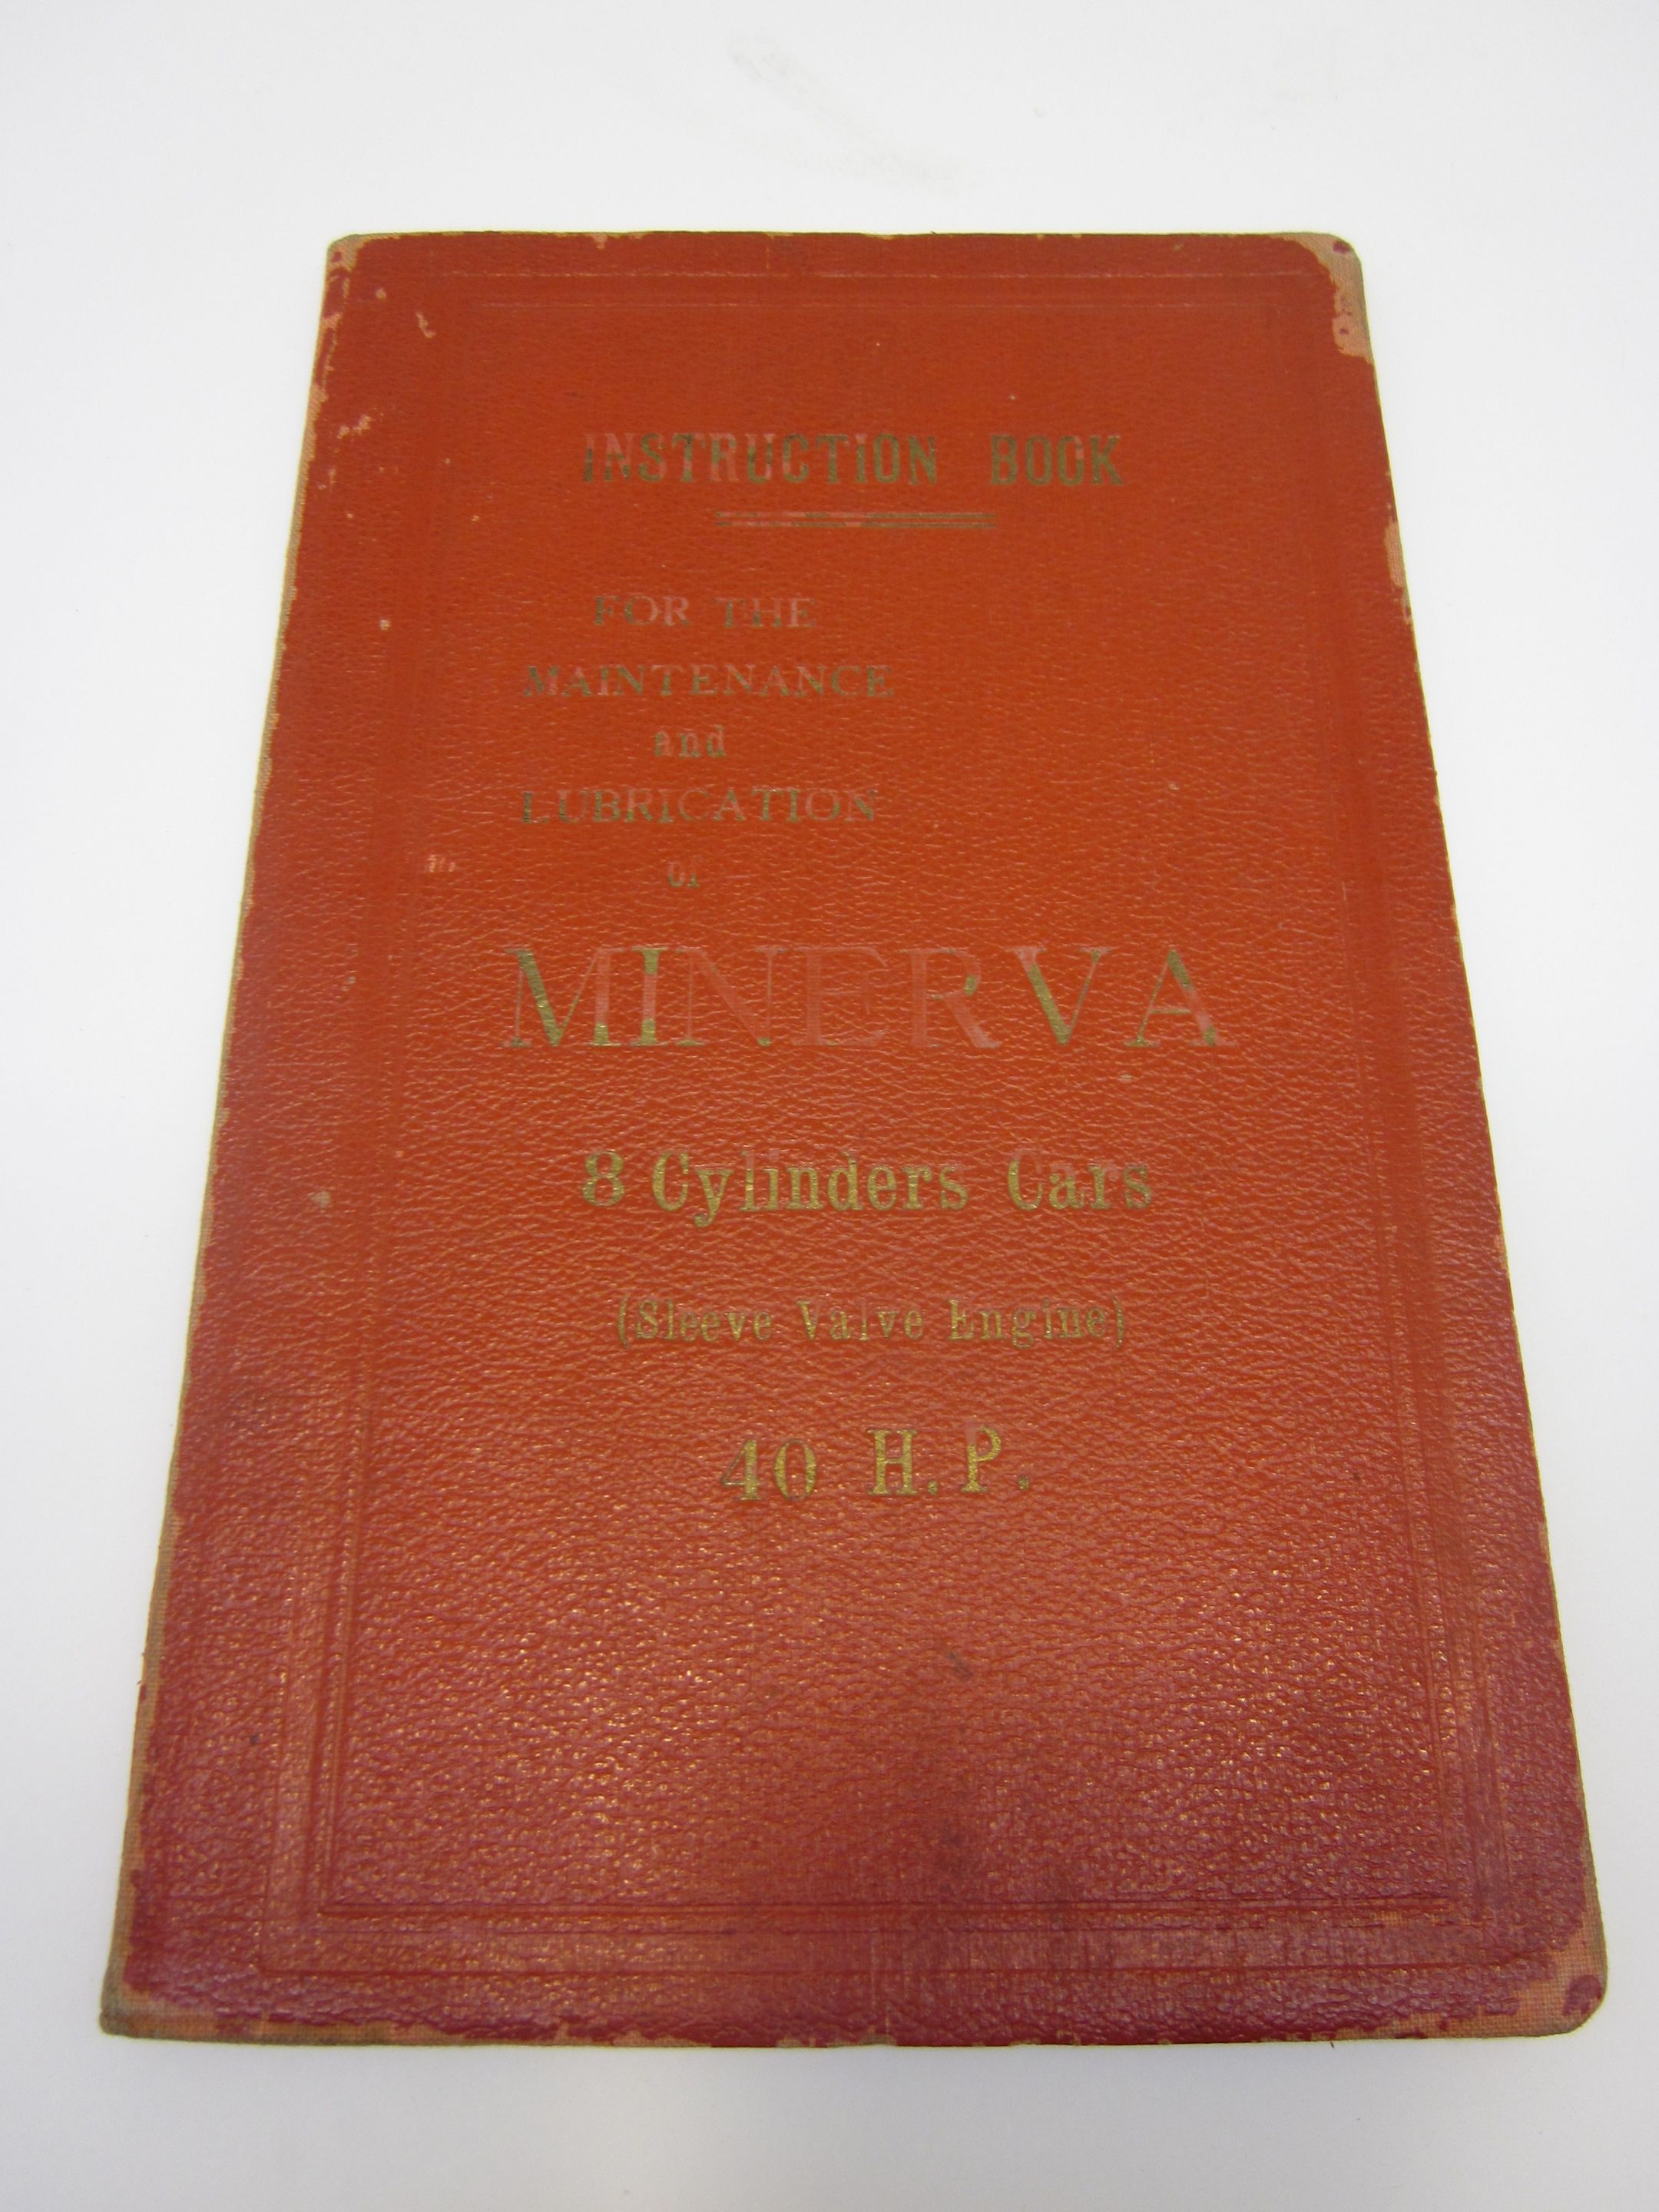 INSTRUCTION BOOK
FOR THE
MAINTENANCE
and
LUBRICATION
of
MINERVA
8 Cylinders Cars
(Sleeve Valve Engine)
40 H.P.